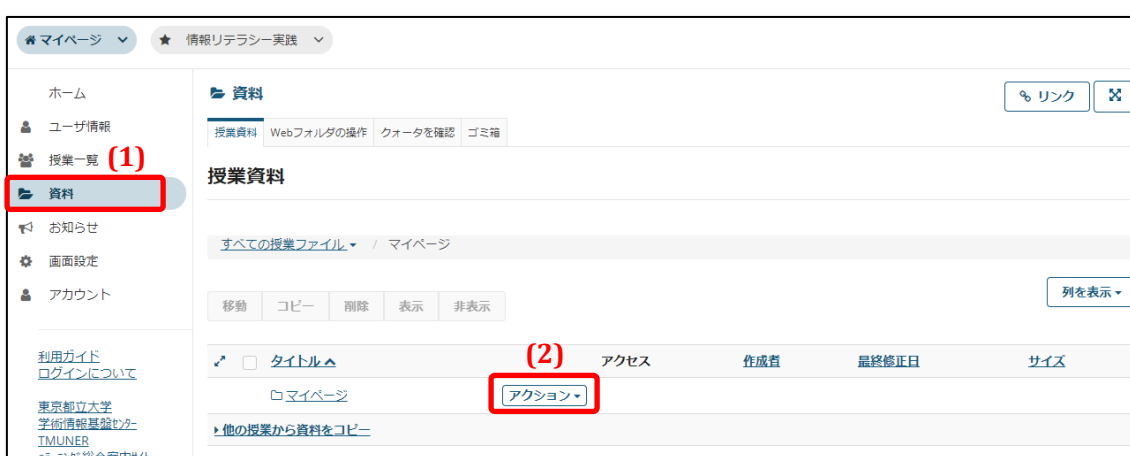 マイページ
情報リテラシー実践
ホーム
ユーザ情報
授業一覧
(1)
資料
お知らせ
画面設定
アカウント
利用ガイド
ログインについて
東京都立大学
学術情報基盤ｾﾝﾀｰ
TMUNER
資料
リンク
授業資料 Webフォルダの操作 クォータを確認 ゴミ箱
授業資料
すべての授業ファイル / マイページ
移動 コピー 削除 表示 非表示
列を表示
(2)
タイトル アクセス 作成者 最終修正日 サイズ
マイページ アクション
他の授業から資料をコピー